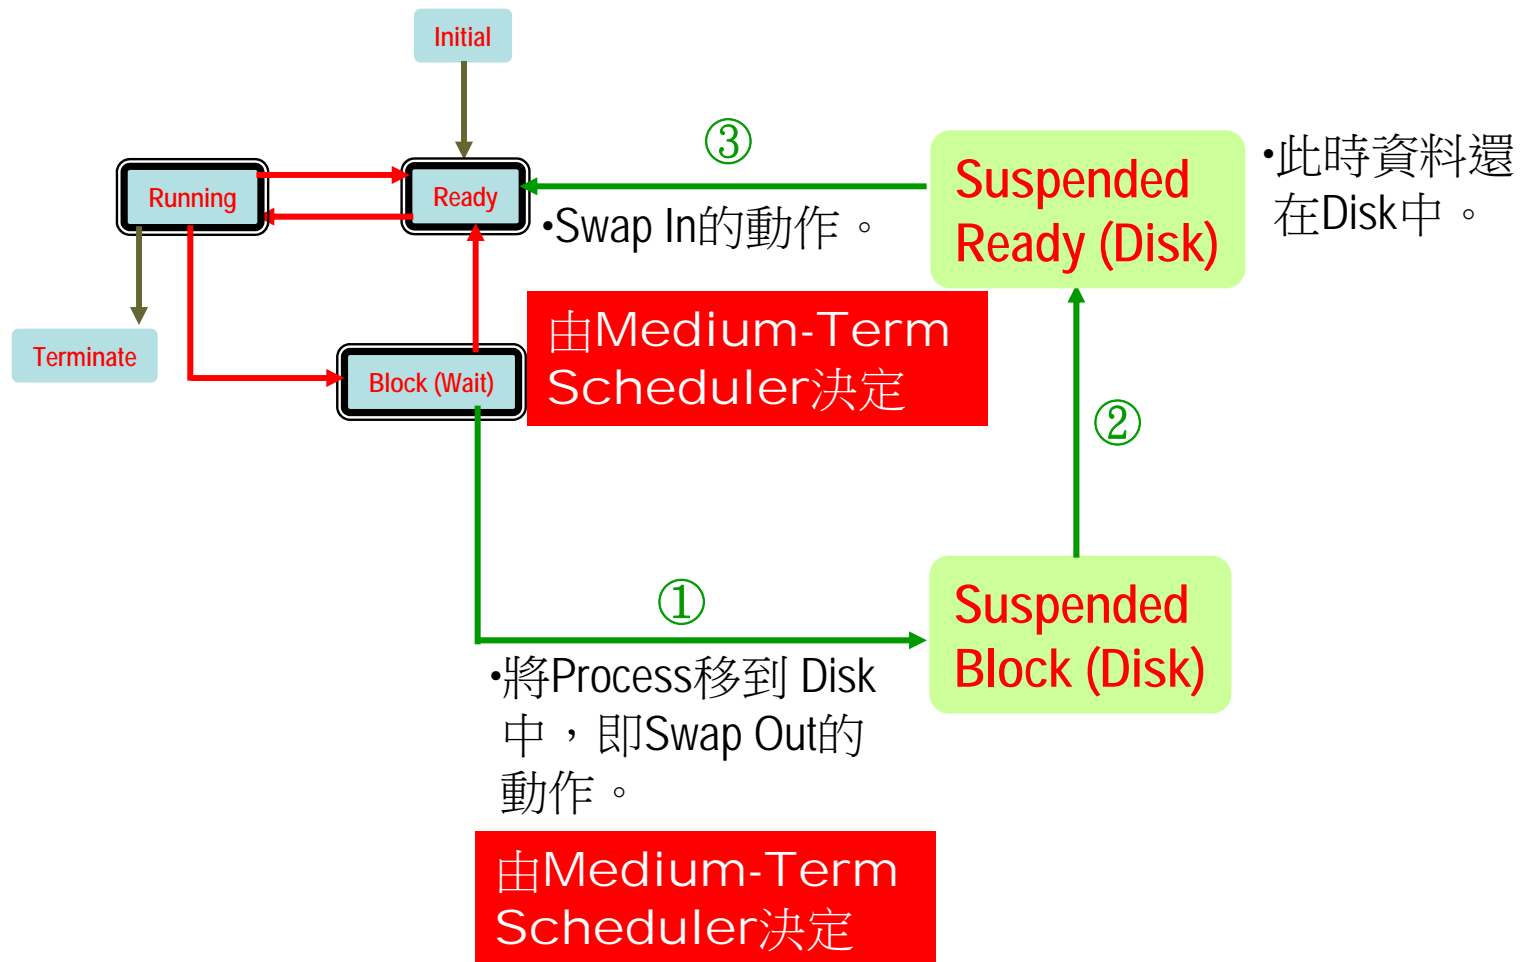 Initial
③
Suspended
Ready (Disk)
•此時資料還
在Disk中。
Running
Ready
•Swap In的動作。
由Medium-Term
Scheduler決定
Terminate
Block (Wait)
②
①
Suspended
Block (Disk)
•將Process移到 Disk
中，即Swap Out的
動作。
由Medium-Term
Scheduler決定